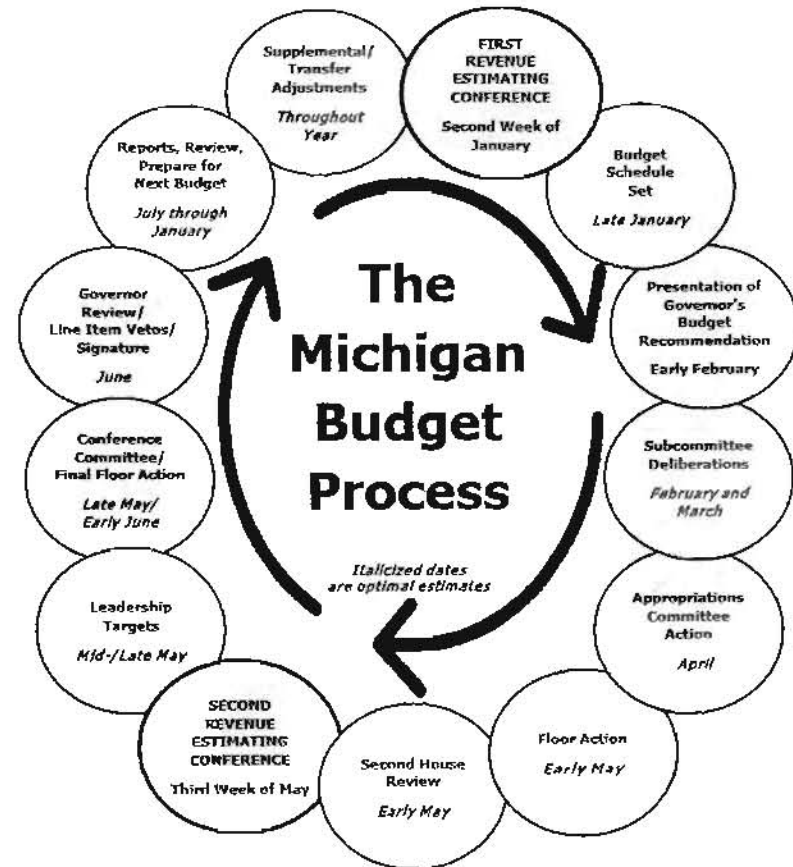 The
Michigan
Budget
Process
Italicized dates
are optimal estimates
FIRST
REVENUE
ESTIMATING
CONFERENCE
Second Week of
January
Budget
Schedule
Set
Late January
Presentation of
Governor's
Budget
Recommendation
Early February
Subcommittee
Deliberations
February and
March
Appropriations
Committee
Action
April
Floor Action
Early May
Second House
Review
Early May
SECOND
REVENUE
ESTIMATING
CONFERENCE
Third Week of May
Leadership
Targets
Mid-/Late May
Conference
Committee/
Final Floor Action
Late May/
Early June
Governor
Review/
Line Item Vetos/
Signature
June
Reports, Review,
Prepare for
Next Budget
July through
January
Supplemental/
Transfer
Adjustments
Throughout
Year